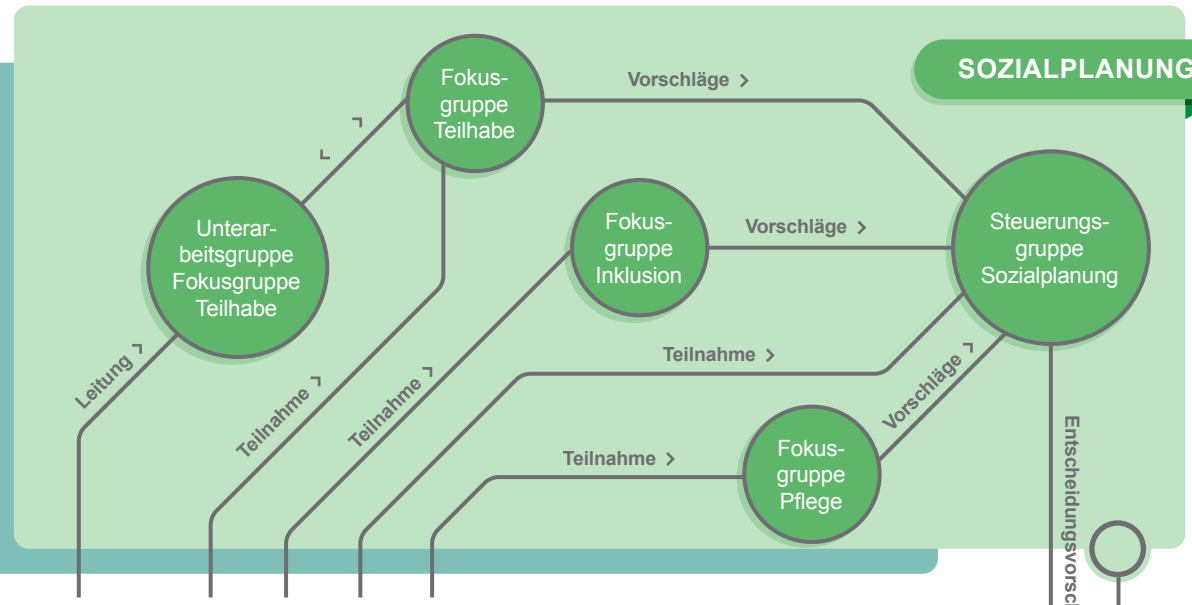 SOZIALPLANUNG
Fokus-
gruppe
Teilhabe
Vorschläge >
Unterar-
beitsgruppe
Fokusgruppe
Teilhabe
Fokus-
gruppe
Inklusion
Vorschläge >
Steuerungs-
gruppe
Sozialplanung
Leitung >
Teilnahme >
Teilnahme >
Teilnahme >
Vorschläge >
Teilnahme >
Fokus-
gruppe
Pflege